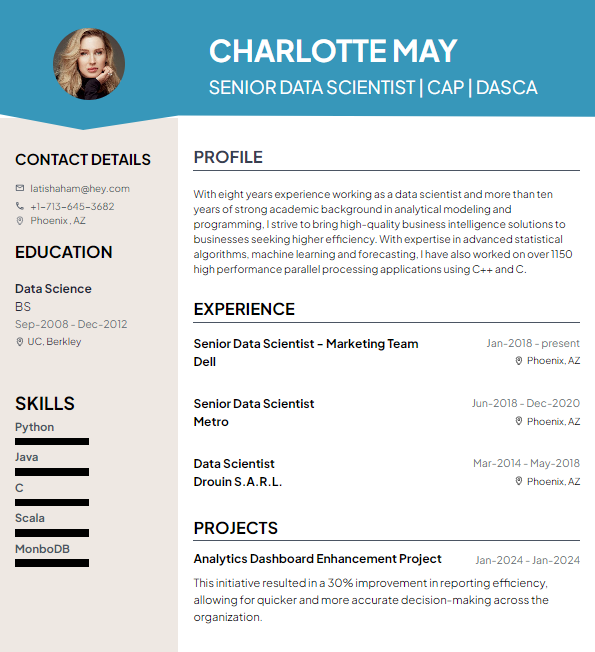 CHARLOTTE MAY
SENIOR DATA SCIENTIST | CAP | DASCA
CONTACT DETAILS
latishaham@hey.com
+1-713-645-3682
Phoenix , AZ
EDUCATION
Data Science
BS
Sep-2008 - Dec-2012
UC, Berkley
SKILLS
Python
Java
C
Scala
MonboDB
PROFILE
With eight years experience working as a data scientist and more than ten
years of strong academic background in analytical modeling and
programming, I strive to bring high-quality business intelligence solutions to
businesses seeking higher efficiency. With expertise in advanced statistical
algorithms, machine learning and forecasting, I have also worked on over 1150
high performance parallel processing applications using C++ and C.
EXPERIENCE
Senior Data Scientist – Marketing Team
Jan-2018 - present
Dell
Phoenix, AZ
Senior Data Scientist
Jun-2018 - Dec-2020
Metro
Phoenix, AZ
Data Scientist
Mar-2014 - May-2018
Drouin S.A.R.L.
Phoenix, AZ
PROJECTS
Analytics Dashboard Enhancement Project
Jan-2024 - Jan-2024
This initiative resulted in a 30% improvement in reporting efficiency,
allowing for quicker and more accurate decision-making across the
organization.